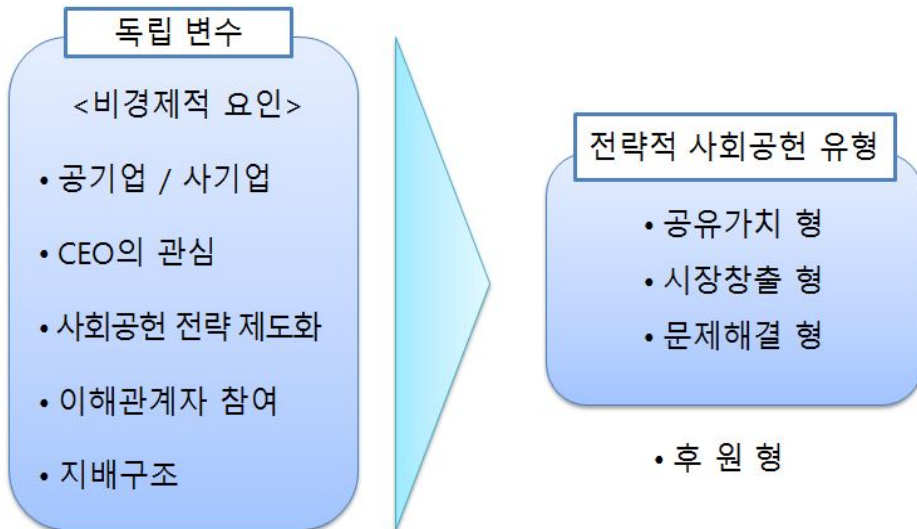 독립 변수
<비경제적 요인>
• 공기업 / 사기업
• CEO의 관심
• 사회공헌 전략 제도화
• 이해관계자 참여
• 지배구조
전략적 사회공헌 유형
• 공유가치 형
• 시장창출 형
• 문제해결 형
• 후 원 형